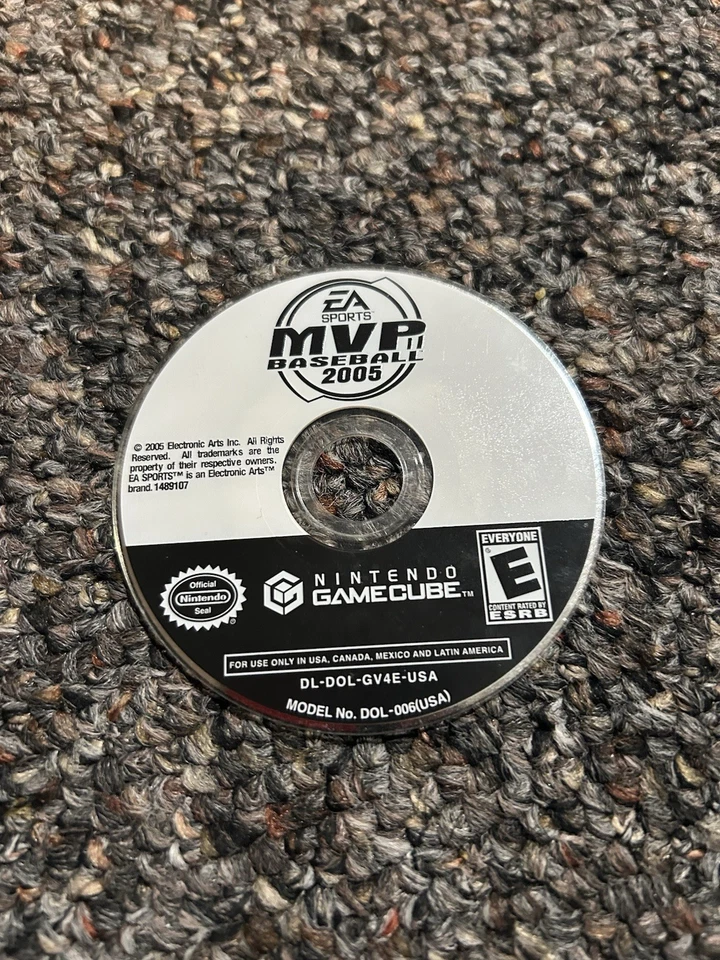 EA
SPORTS™
MVP
BASEBALL
2005
© 2005 Electronic Arts Inc. All Rights
Reserved. All trademarks are the
property of their respective owners.
EA SPORTS™ is an Electronic Arts™
brand. 1489107
Official
Nintendo
Seal
®
NINTENDO
GAMECUBE™
EVERYONE
E
CONTENT RATED BY
ESRB
FOR USE ONLY IN USA, CANADA, MEXICO AND LATIN AMERICA
DL-DOL-GV4E-USA
MODEL No. DOL-006(USA)